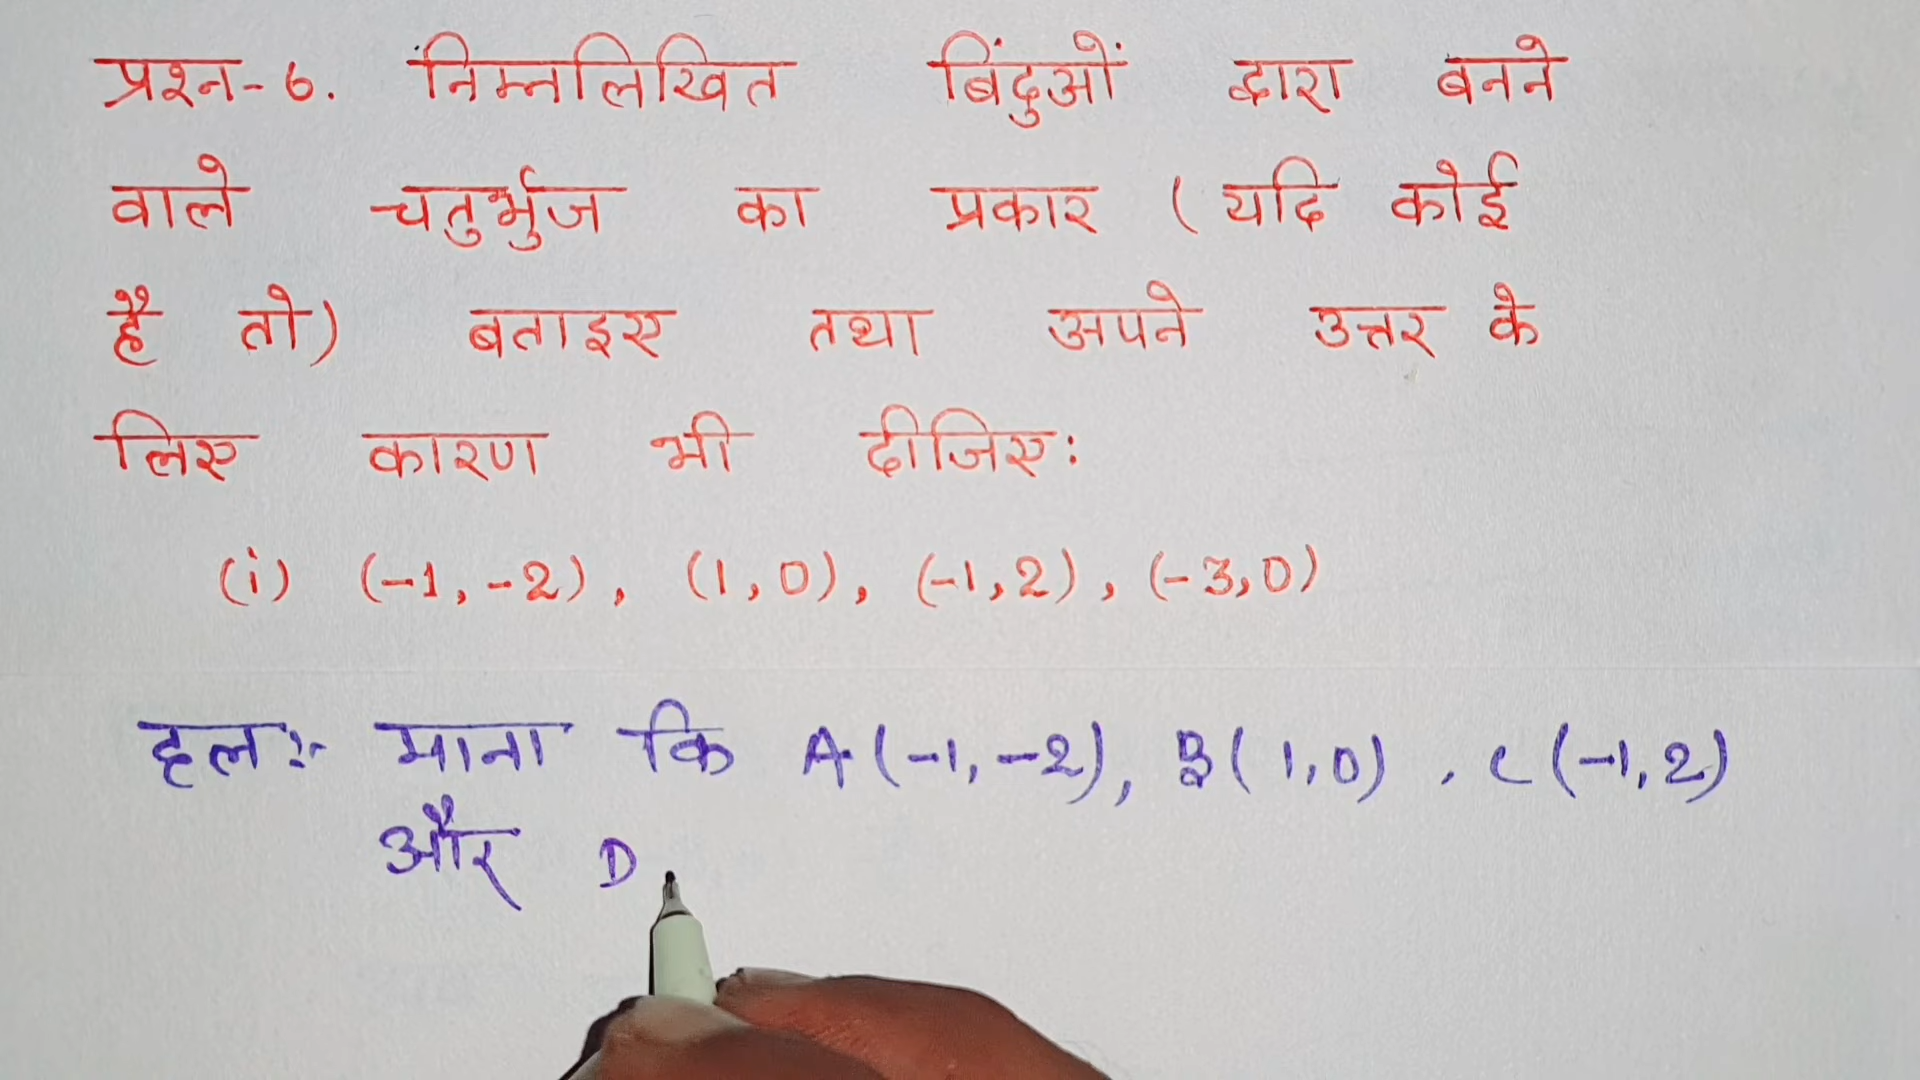 प्रश्न-6. निम्नलिखित बिंदुओं द्वारा बनने
वाले चतुर्भुज का प्रकार (यदि कोई
है तो) बताइए तथा अपने उत्तर के
लिए कारण भी दीजिए:
(i) (-1,-2), (1,0), (-1,2), (-3,0)
हल:- माना कि A(-1,-2), B(1,0), C(-1,2)
और D